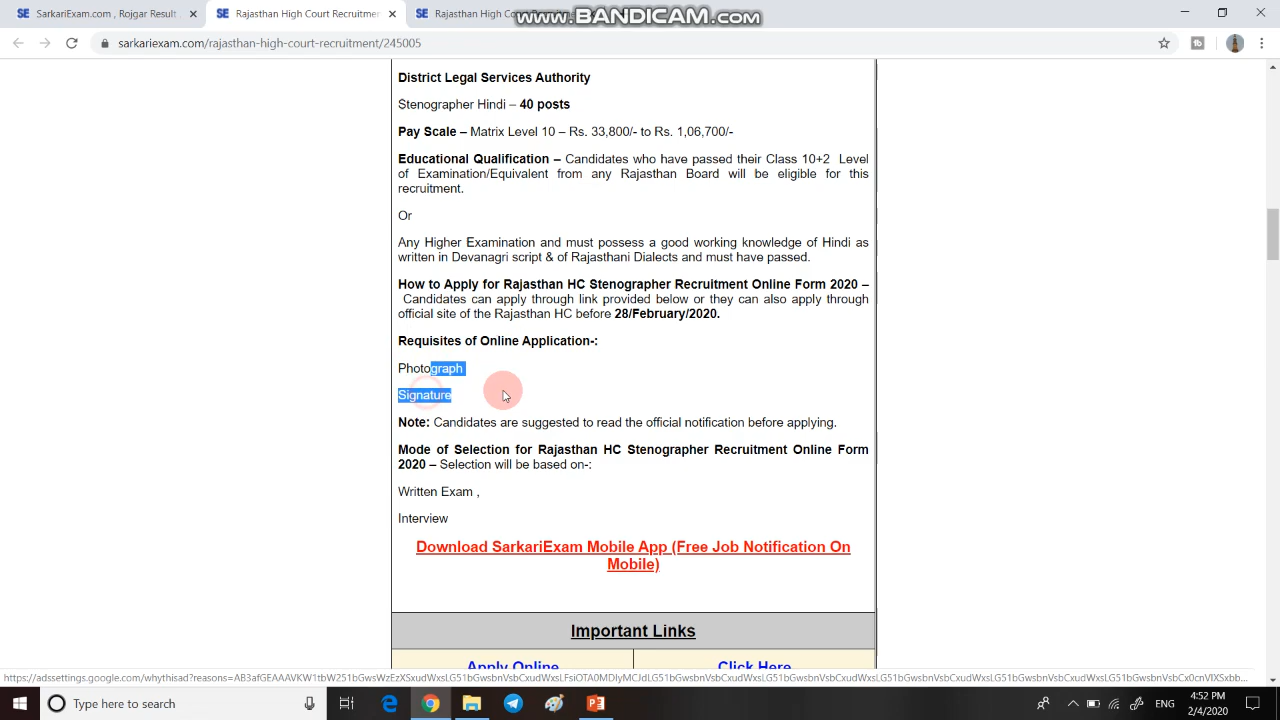 SarkariExam.com , Rojgar Result
Rajasthan High Court Recruitment
Rajasthan High Co
WWW.BANDICAM.COM
sarkariexam.com/rajasthan-high-court-recruitment/245005
District Legal Services Authority
Stenographer Hindi – 40 posts
Pay Scale – Matrix Level 10 – Rs. 33,800/- to Rs. 1,06,700/-
Educational Qualification – Candidates who have passed their Class 10+2 Level
of Examination/Equivalent from any Rajasthan Board will be eligible for this
recruitment.
Or
Any Higher Examination and must possess a good working knowledge of Hindi as
written in Devanagri script & of Rajasthani Dialects and must have passed.
How to Apply for Rajasthan HC Stenographer Recruitment Online Form 2020 –
Candidates can apply through link provided below or they can also apply through
official site of the Rajasthan HC before 28/February/2020.
Requisites of Online Application-:
Photograph
Signature
Note: Candidates are suggested to read the official notification before applying.
Mode of Selection for Rajasthan HC Stenographer Recruitment Online Form
2020 – Selection will be based on-:
Written Exam ,
Interview
Download SarkariExam Mobile App (Free Job Notification On
Mobile)
Important Links
Apply Online Click Here
Type here to search
ENG
4:52 PM
2/4/2020